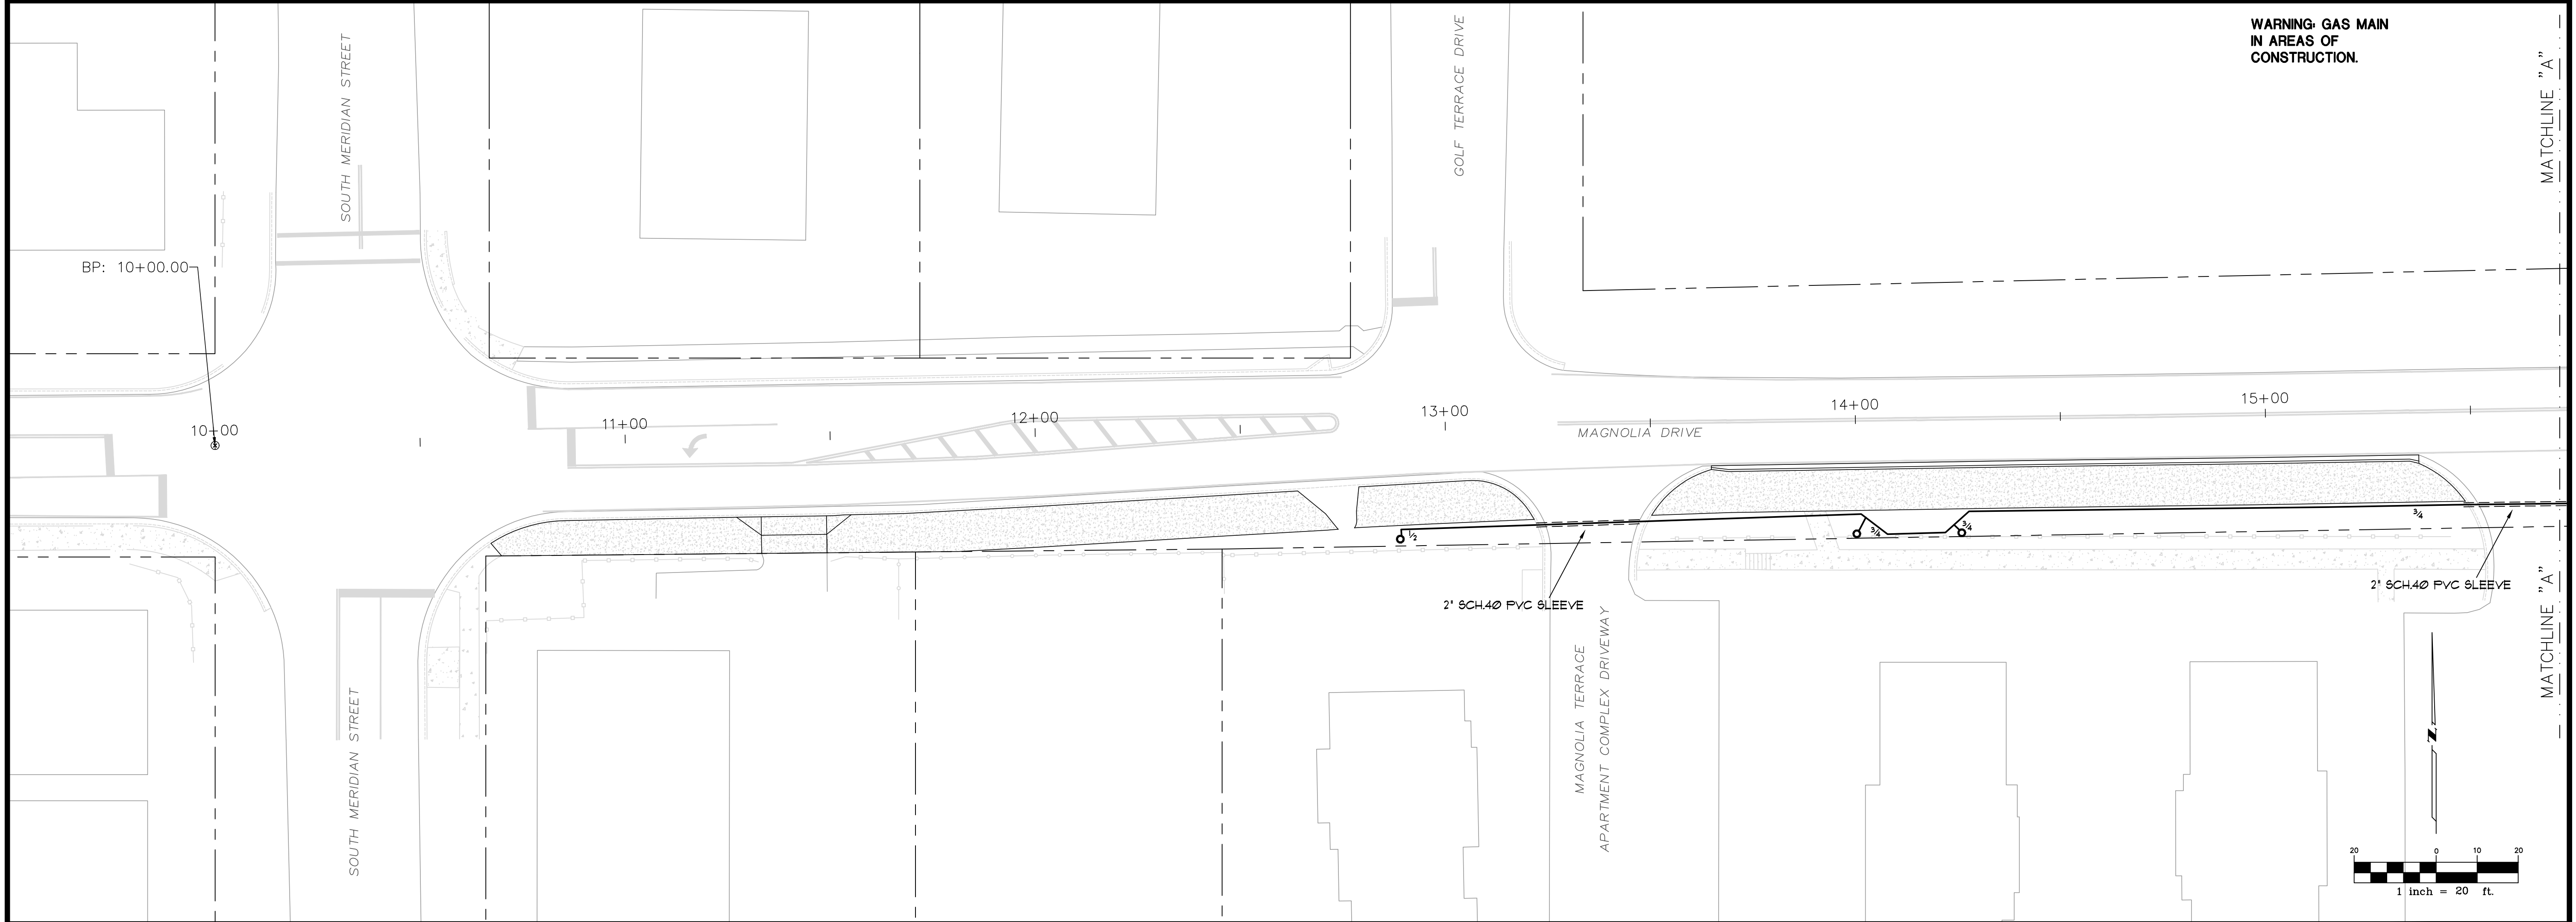 WARNING: GAS MAIN
IN AREAS OF
CONSTRUCTION.
SOUTH MERIDIAN STREET
GOLF TERRACE DRIVE
MATCHLINE "A"
BP: 10+00.00
10+00
11+00
12+00
13+00
14+00
15+00
MAGNOLIA DRIVE
1/2
3/4
3/4
3/4
2" SCH.40 PVC SLEEVE
2" SCH.40 PVC SLEEVE
SOUTH MERIDIAN STREET
MAGNOLIA TERRACE
APARTMENT COMPLEX DRIVEWAY
MATCHLINE "A"
N
20 0 10 20
1 inch = 20 ft.